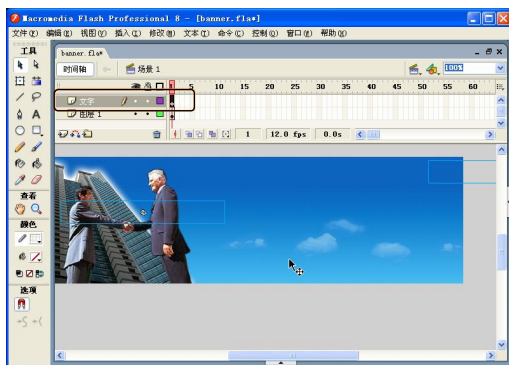 Macromedia Flash Professional 8 - [banner.fla*]
文件(F) 编辑(E) 视图(V) 插入(I) 修改(M) 文本(T) 命令(C) 控制(O) 窗口(W) 帮助(H)
工具
banner.fla*
时间轴 场景 1 100%
1 5 10 15 20 25 30 35 40 45 50 55 60
文字
图层 1
1 12.0 fps 0.0s
查看
颜色
选项